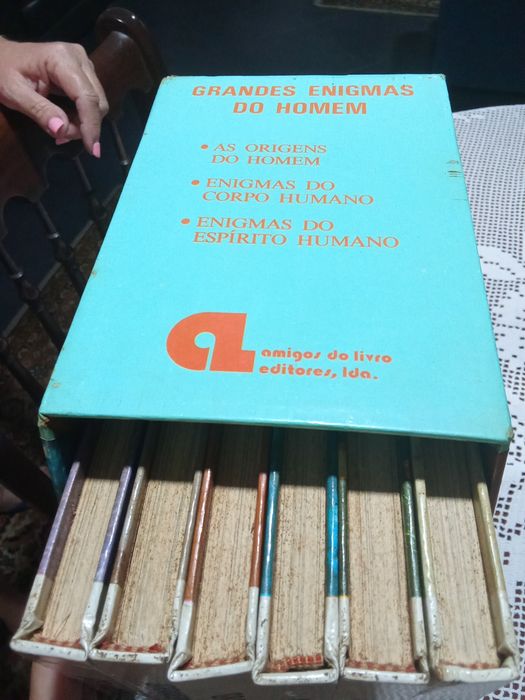 GRANDES ENIGMAS
DO HOMEM
• AS ORIGENS
DO HOMEM
• ENIGMAS DO
CORPO HUMANO
• ENIGMAS DO
ESPÍRITO HUMANO
aL
amigos do livro
editores, lda.